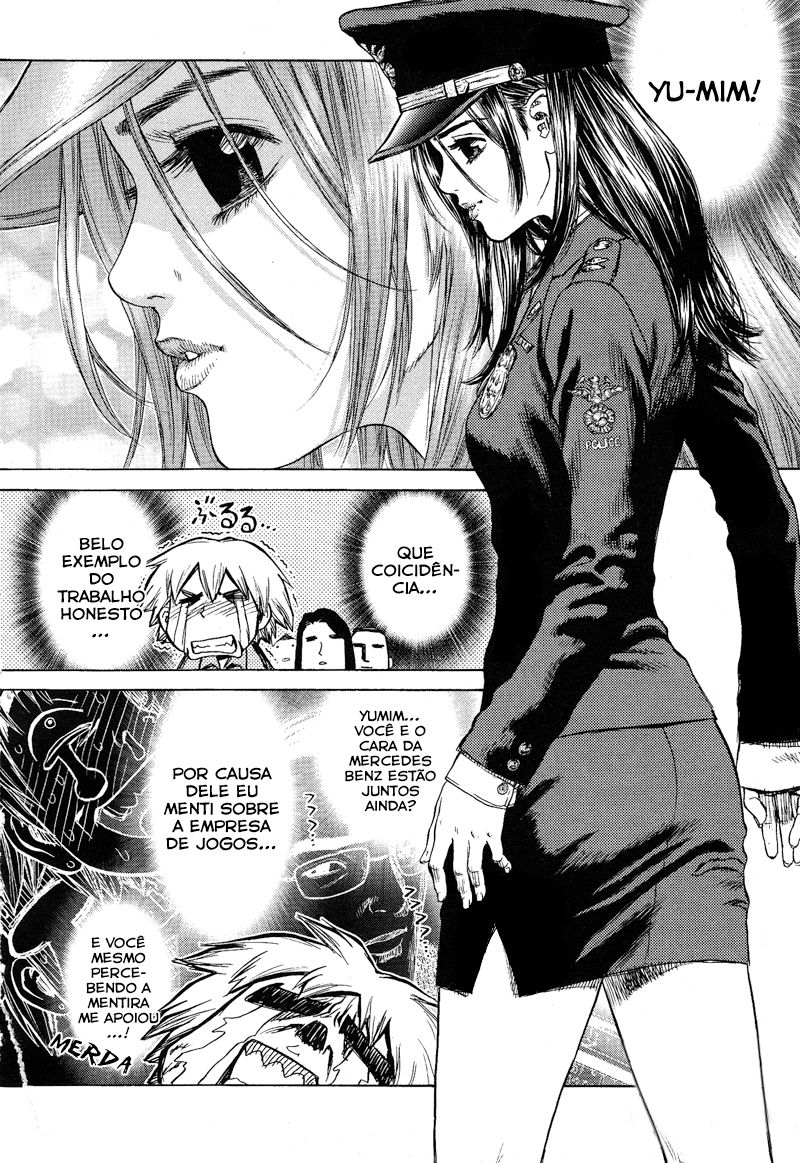 YU-MIM!
POLICE
QUE
COICIDÊN-
CIA...
ぶるる...
BELO
EXEMPLO
DO
TRABALHO
HONESTO
...
YUMIM...
VOCÊ E O
CARA DA
MERCEDES
BENZ ESTÃO
JUNTOS
AINDA?
POR CAUSA
DELE EU
MENTI SOBRE
A EMPRESA
DE JOGOS...
E VOCÊ
MESMO
PERCE-
BENDO A
MENTIRA
ME APOIOU
...!
MERDA